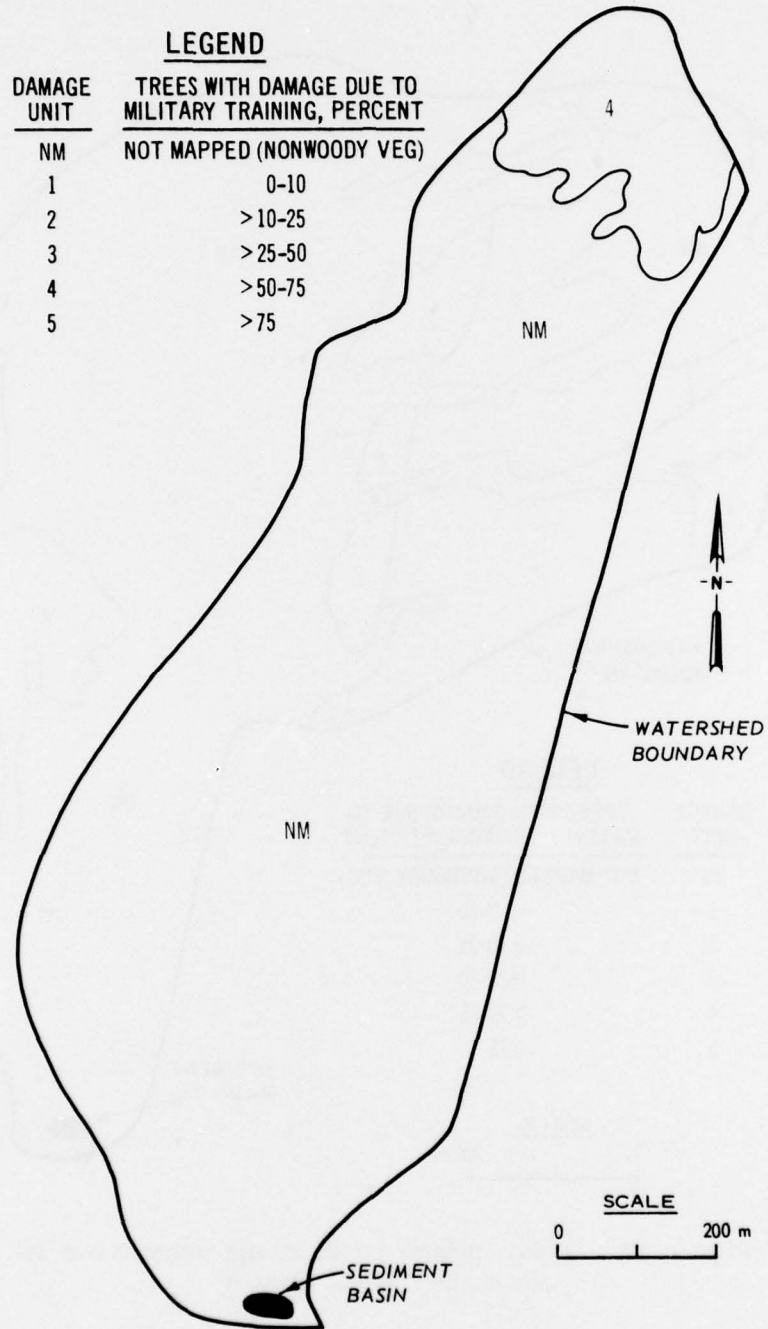 LEGEND
DAMAGE UNIT TREES WITH DAMAGE DUE TO MILITARY TRAINING, PERCENT
NM NOT MAPPED (NONWOODY VEG)
1 0-10
2 >10-25
3 >25-50
4 >50-75
5 >75
4
NM
-N-
WATERSHED
BOUNDARY
NM
SCALE
0 200 m
SEDIMENT
BASIN